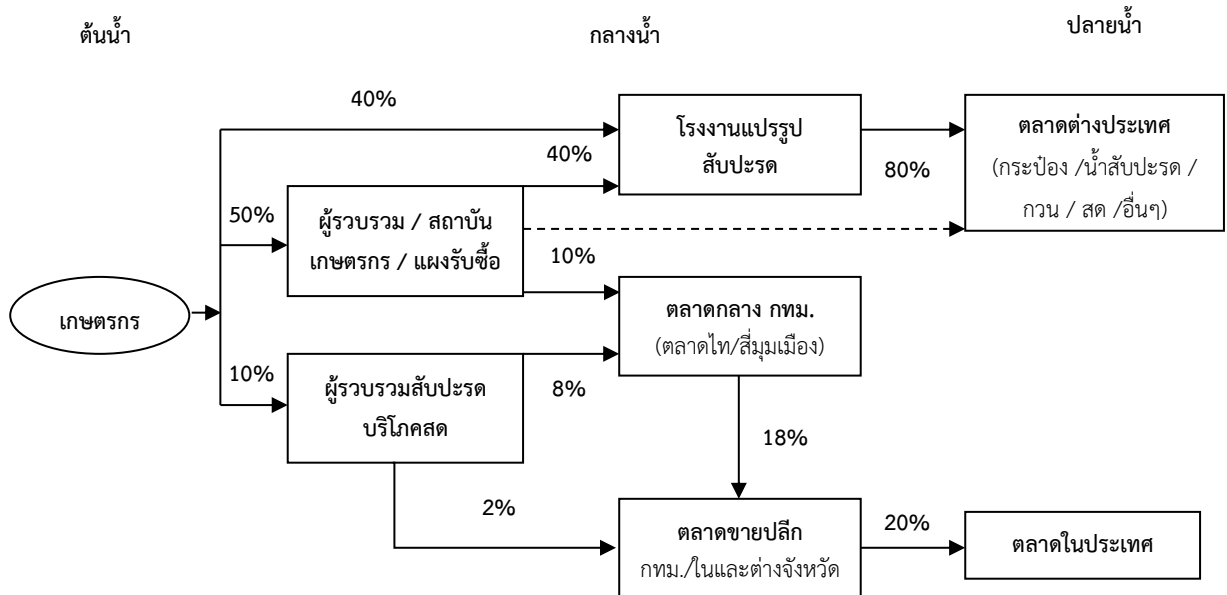 ต้นน้ำ
กลางน้ำ
ปลายน้ำ
40%
โรงงานแปรรูป
สับปะรด
ตลาดต่างประเทศ
(กระป๋อง /น้ำสับปะรด /
กวน / สด /อื่นๆ)
40%
80%
50%
ผู้รวบรวม / สถาบัน
เกษตรกร / แผงรับซื้อ
10%
เกษตรกร
ตลาดกลาง กทม.
(ตลาดไท/สี่มุมเมือง)
10%
ผู้รวบรวมสับปะรด
บริโภคสด
8%
18%
2%
ตลาดขายปลีก
กทม./ในและต่างจังหวัด
20%
ตลาดในประเทศ